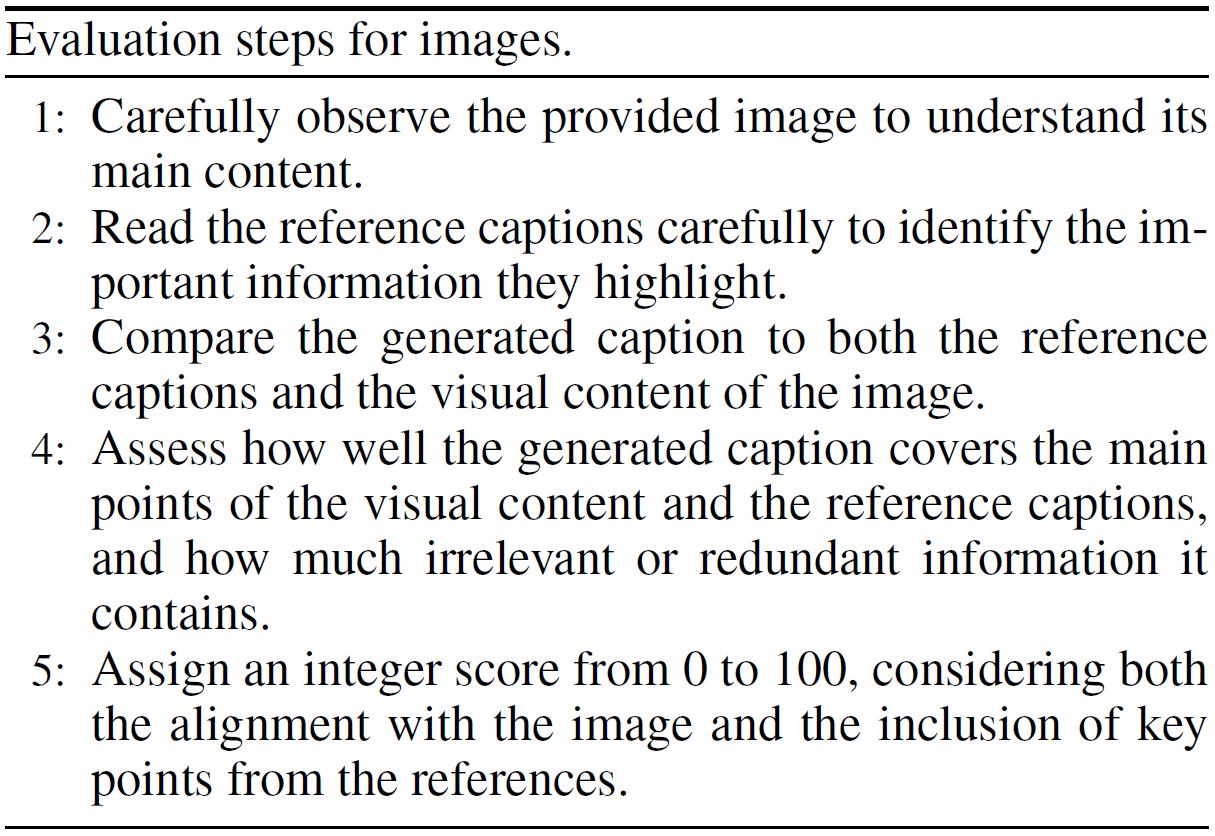 Evaluation steps for images.
1: Carefully observe the provided image to understand its
main content.
2: Read the reference captions carefully to identify the im-
portant information they highlight.
3: Compare the generated caption to both the reference
captions and the visual content of the image.
4: Assess how well the generated caption covers the main
points of the visual content and the reference captions,
and how much irrelevant or redundant information it
contains.
5: Assign an integer score from 0 to 100, considering both
the alignment with the image and the inclusion of key
points from the references.